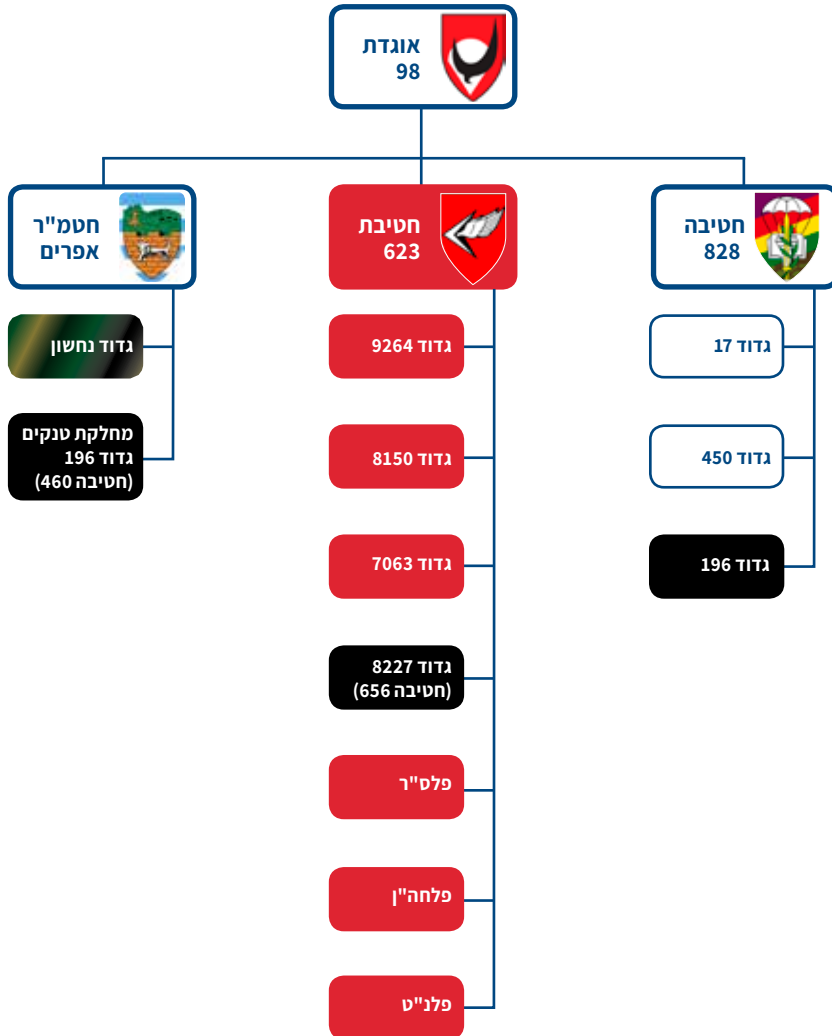 אוגדת
98
חטיבה
828
גדוד 17
גדוד 450
גדוד 196
חטיבת
623
גדוד 9264
גדוד 8150
גדוד 7063
גדוד 8227
(חטיבה 656)
פלס"ר
פלחה"ן
פלנ"ט
חטמ"ר
אפרים
גדוד נחשון
מחלקת טנקים
גדוד 196
(חטיבה 460)